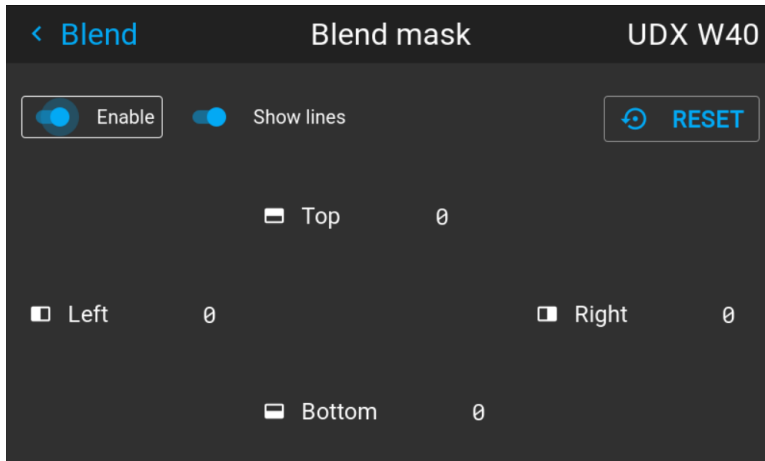 Blend Blend mask UDX W40
Enable Show lines RESET
Top 0
Left 0 Right 0
Bottom 0